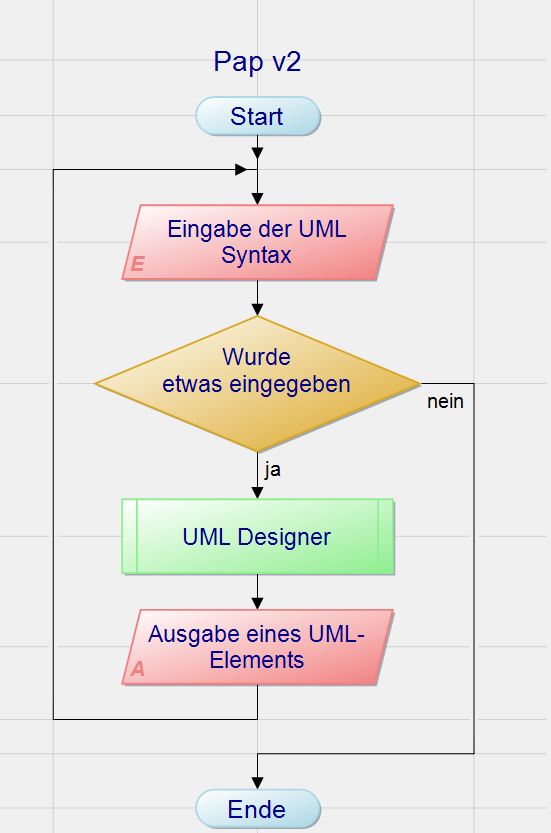 Pap v2
Start
Eingabe der UML
Syntax
E
Wurde
etwas eingegeben
nein
ja
UML Designer
Ausgabe eines UML-
Elements
A
Ende